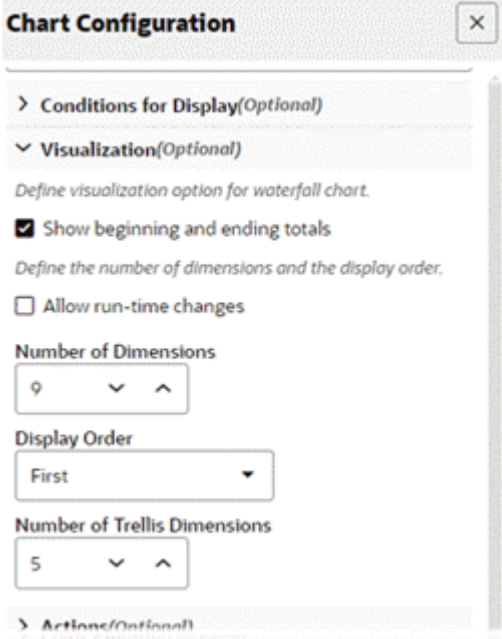 Chart Configuration
Conditions for Display(Optional)
Visualization(Optional)
Define visualization option for waterfall chart.
Show beginning and ending totals
Define the number of dimensions and the display order.
Allow run-time changes
Number of Dimensions
9
Display Order
First
Number of Trellis Dimensions
5
Actions(Optional)